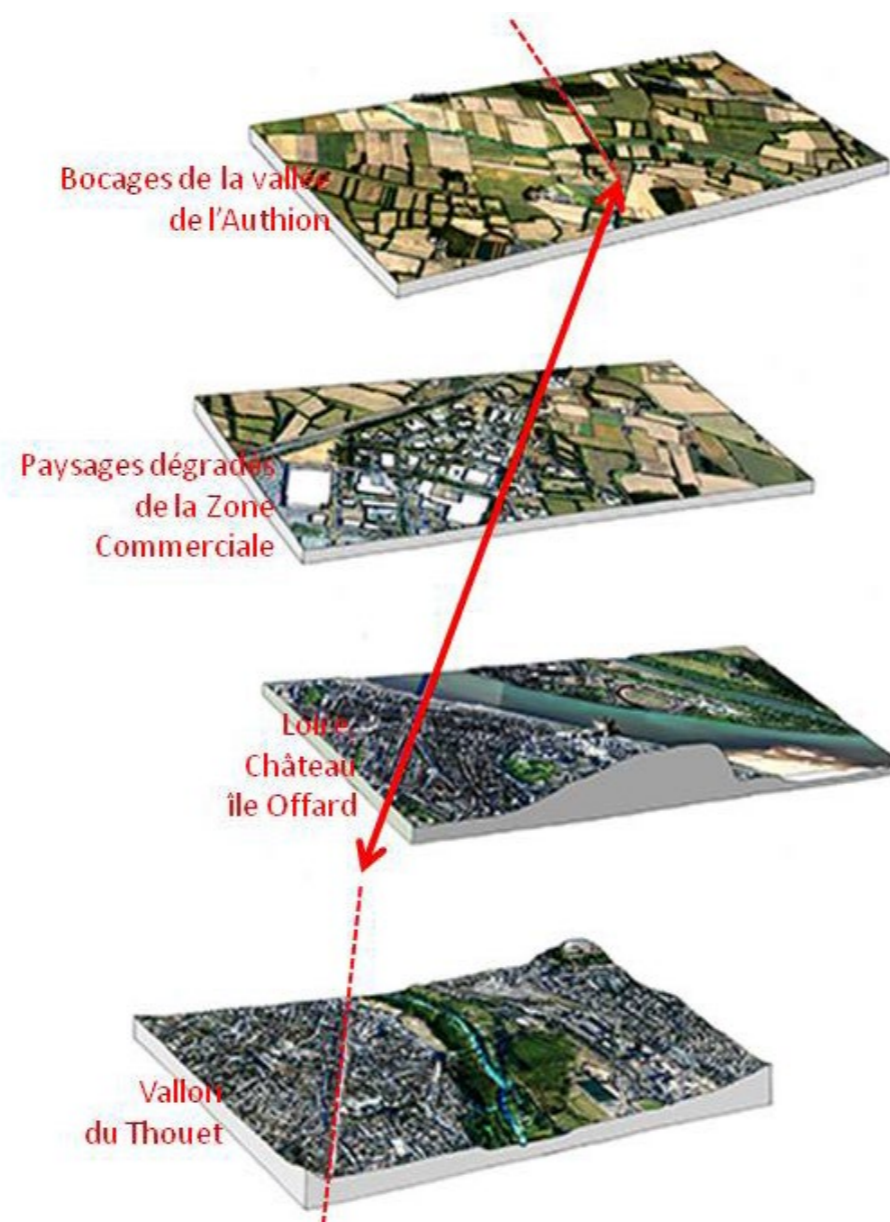 Bocages de la vallée
de l'Authion
Paysages dégradés
de la Zone
Commerciale
Loire
Château
île Offard
Vallon
du Thouet